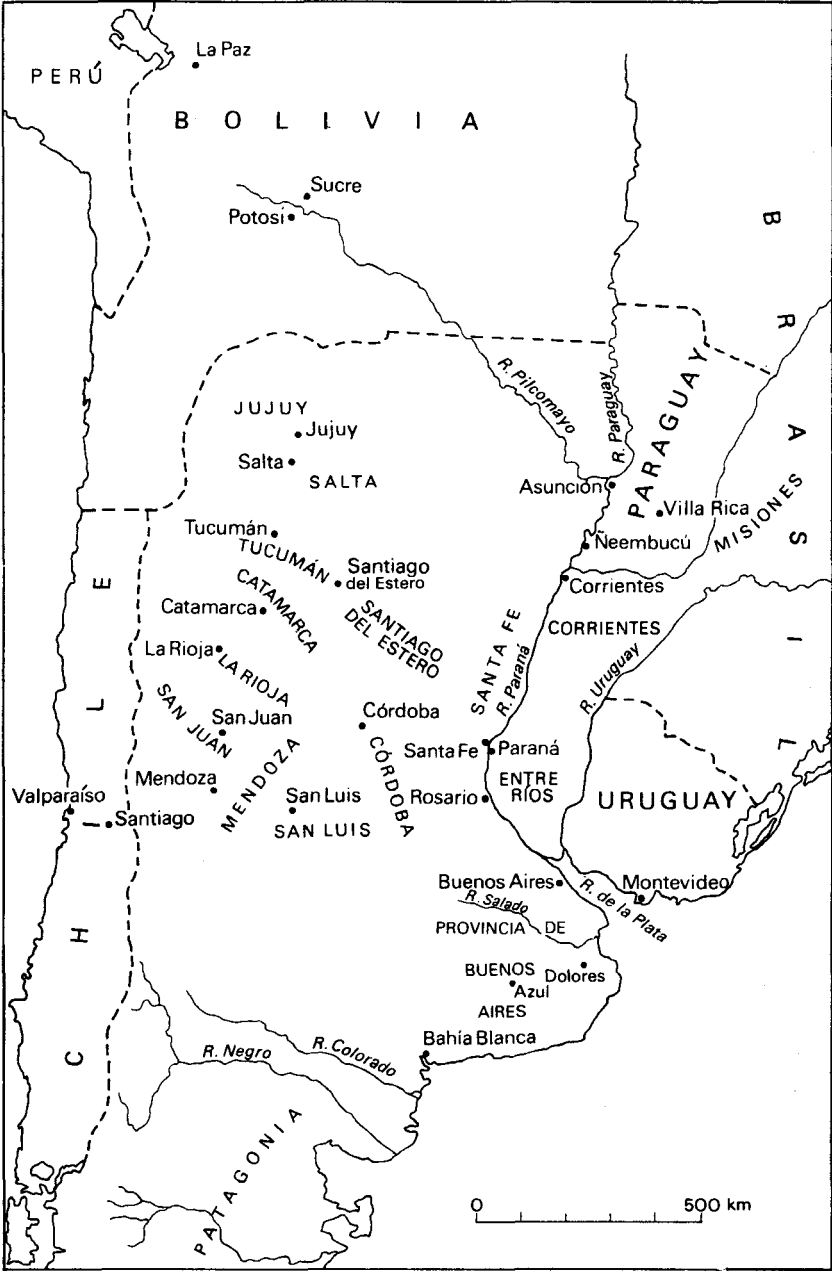 La Paz
PERÚ
BOLIVIA
Sucre
Potosí
BRASIL
R. Pilcomayo
R. Paraguay
PARAGUAY
JUJUY
Jujuy
Salta
SALTA
Asunción
Villa Rica
MISIONES
Tucumán
TUCUMÁN
Ñeembucú
Santiago
del Estero
Corrientes
CATAMARCA
Catamarca
SANTIAGO
DEL ESTERO
SANTA FE
R. Paraná
CORRIENTES
La Rioja
LA RIOJA
R. Uruguay
SAN JUÁN
San Juan
Córdoba
CÓRDOBA
Santa Fe
Paraná
MENDOZA
Mendoza
ENTRE
RÍOS
Valparaíso
Santiago
San Luis
SAN LUIS
Rosario
URUGUAY
CHILE
Buenos Aires
R. de la Plata
Montevideo
R. Salado
PROVINCIA DE
BUENOS
AIRES
Dolores
Azul
Bahía Blanca
R. Negro
R. Colorado
PATAGONIA
0 500 km